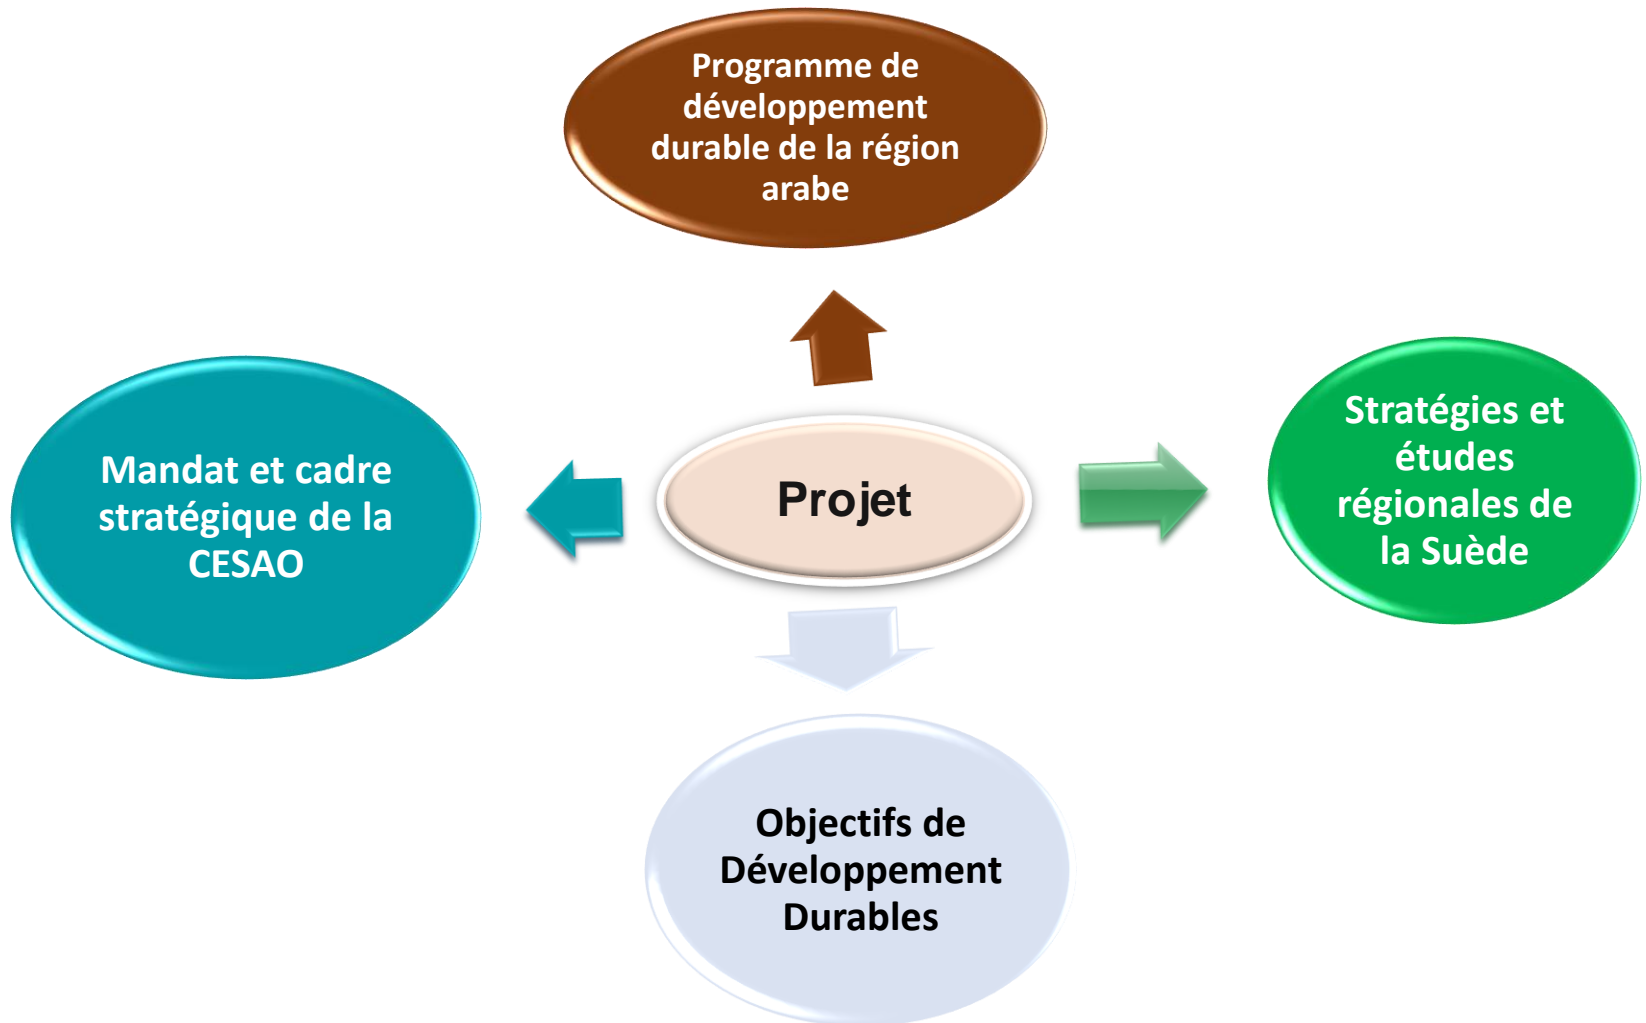 Programme de
développement
durable de la région
arabe
Mandat et cadre
stratégique de la
CESAO
Projet
Stratégies et
études
régionales de
la Suède
Objectifs de
Développement
Durables